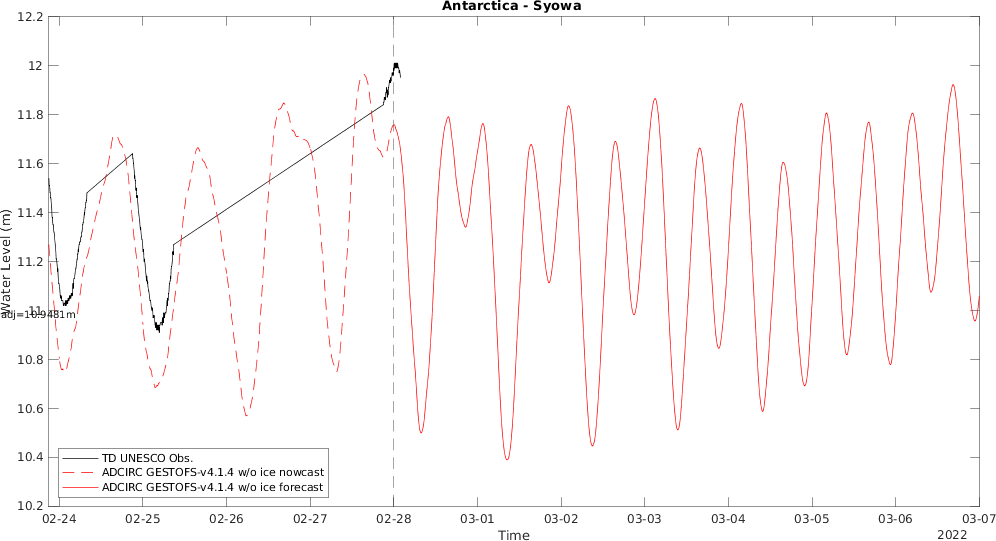 Antarctica - Syowa
12.2
12
11.8
11.6
11.4
11.2
11
10.8
10.6
10.4
10.2
Water Level (m)
adj=10.9481m
TD UNESCO Obs.
ADCIRC GESTOFS-v4.1.4 w/o ice nowcast
ADCIRC GESTOFS-v4.1.4 w/o ice forecast
02-24 02-25 02-26 02-27 02-28 03-01 03-02 03-03 03-04 03-05 03-06 03-07
Time
2022